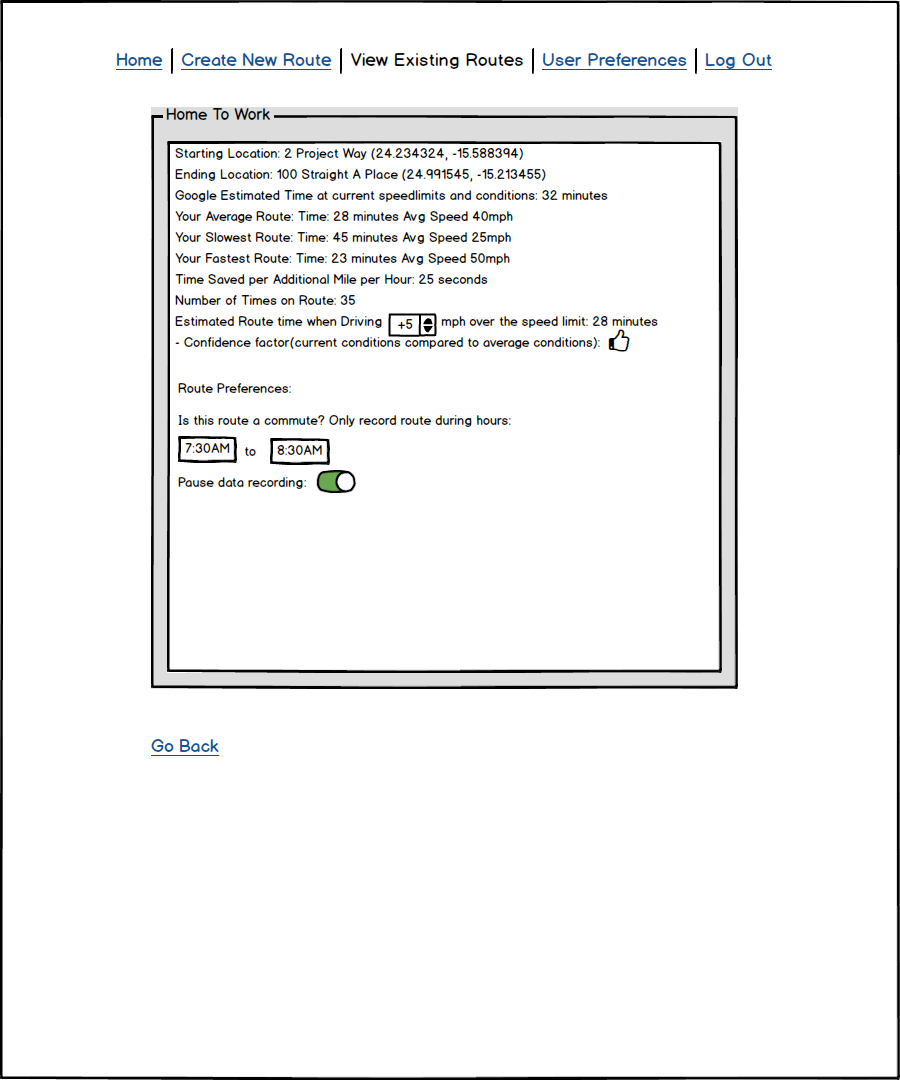 Home | Create New Route | View Existing Routes | User Preferences | Log Out
Home To Work
Starting Location: 2 Project Way (24.234324, -15.588394)
Ending Location: 100 Straight A Place (24.991545, -15.213455)
Google Estimated Time at current speedlimits and conditions: 32 minutes
Your Average Route: Time: 28 minutes Avg Speed 40mph
Your Slowest Route: Time: 45 minutes Avg Speed 25mph
Your Fastest Route: Time: 23 minutes Avg Speed 50mph
Time Saved per Additional Mile per Hour: 25 seconds
Number of Times on Route: 35
Estimated Route time when Driving +5 mph over the speed limit: 28 minutes
- Confidence factor(current conditions compared to average conditions):
Route Preferences:
Is this route a commute? Only record route during hours:
7:30AM to 8:30AM
Pause data recording:
Go Back